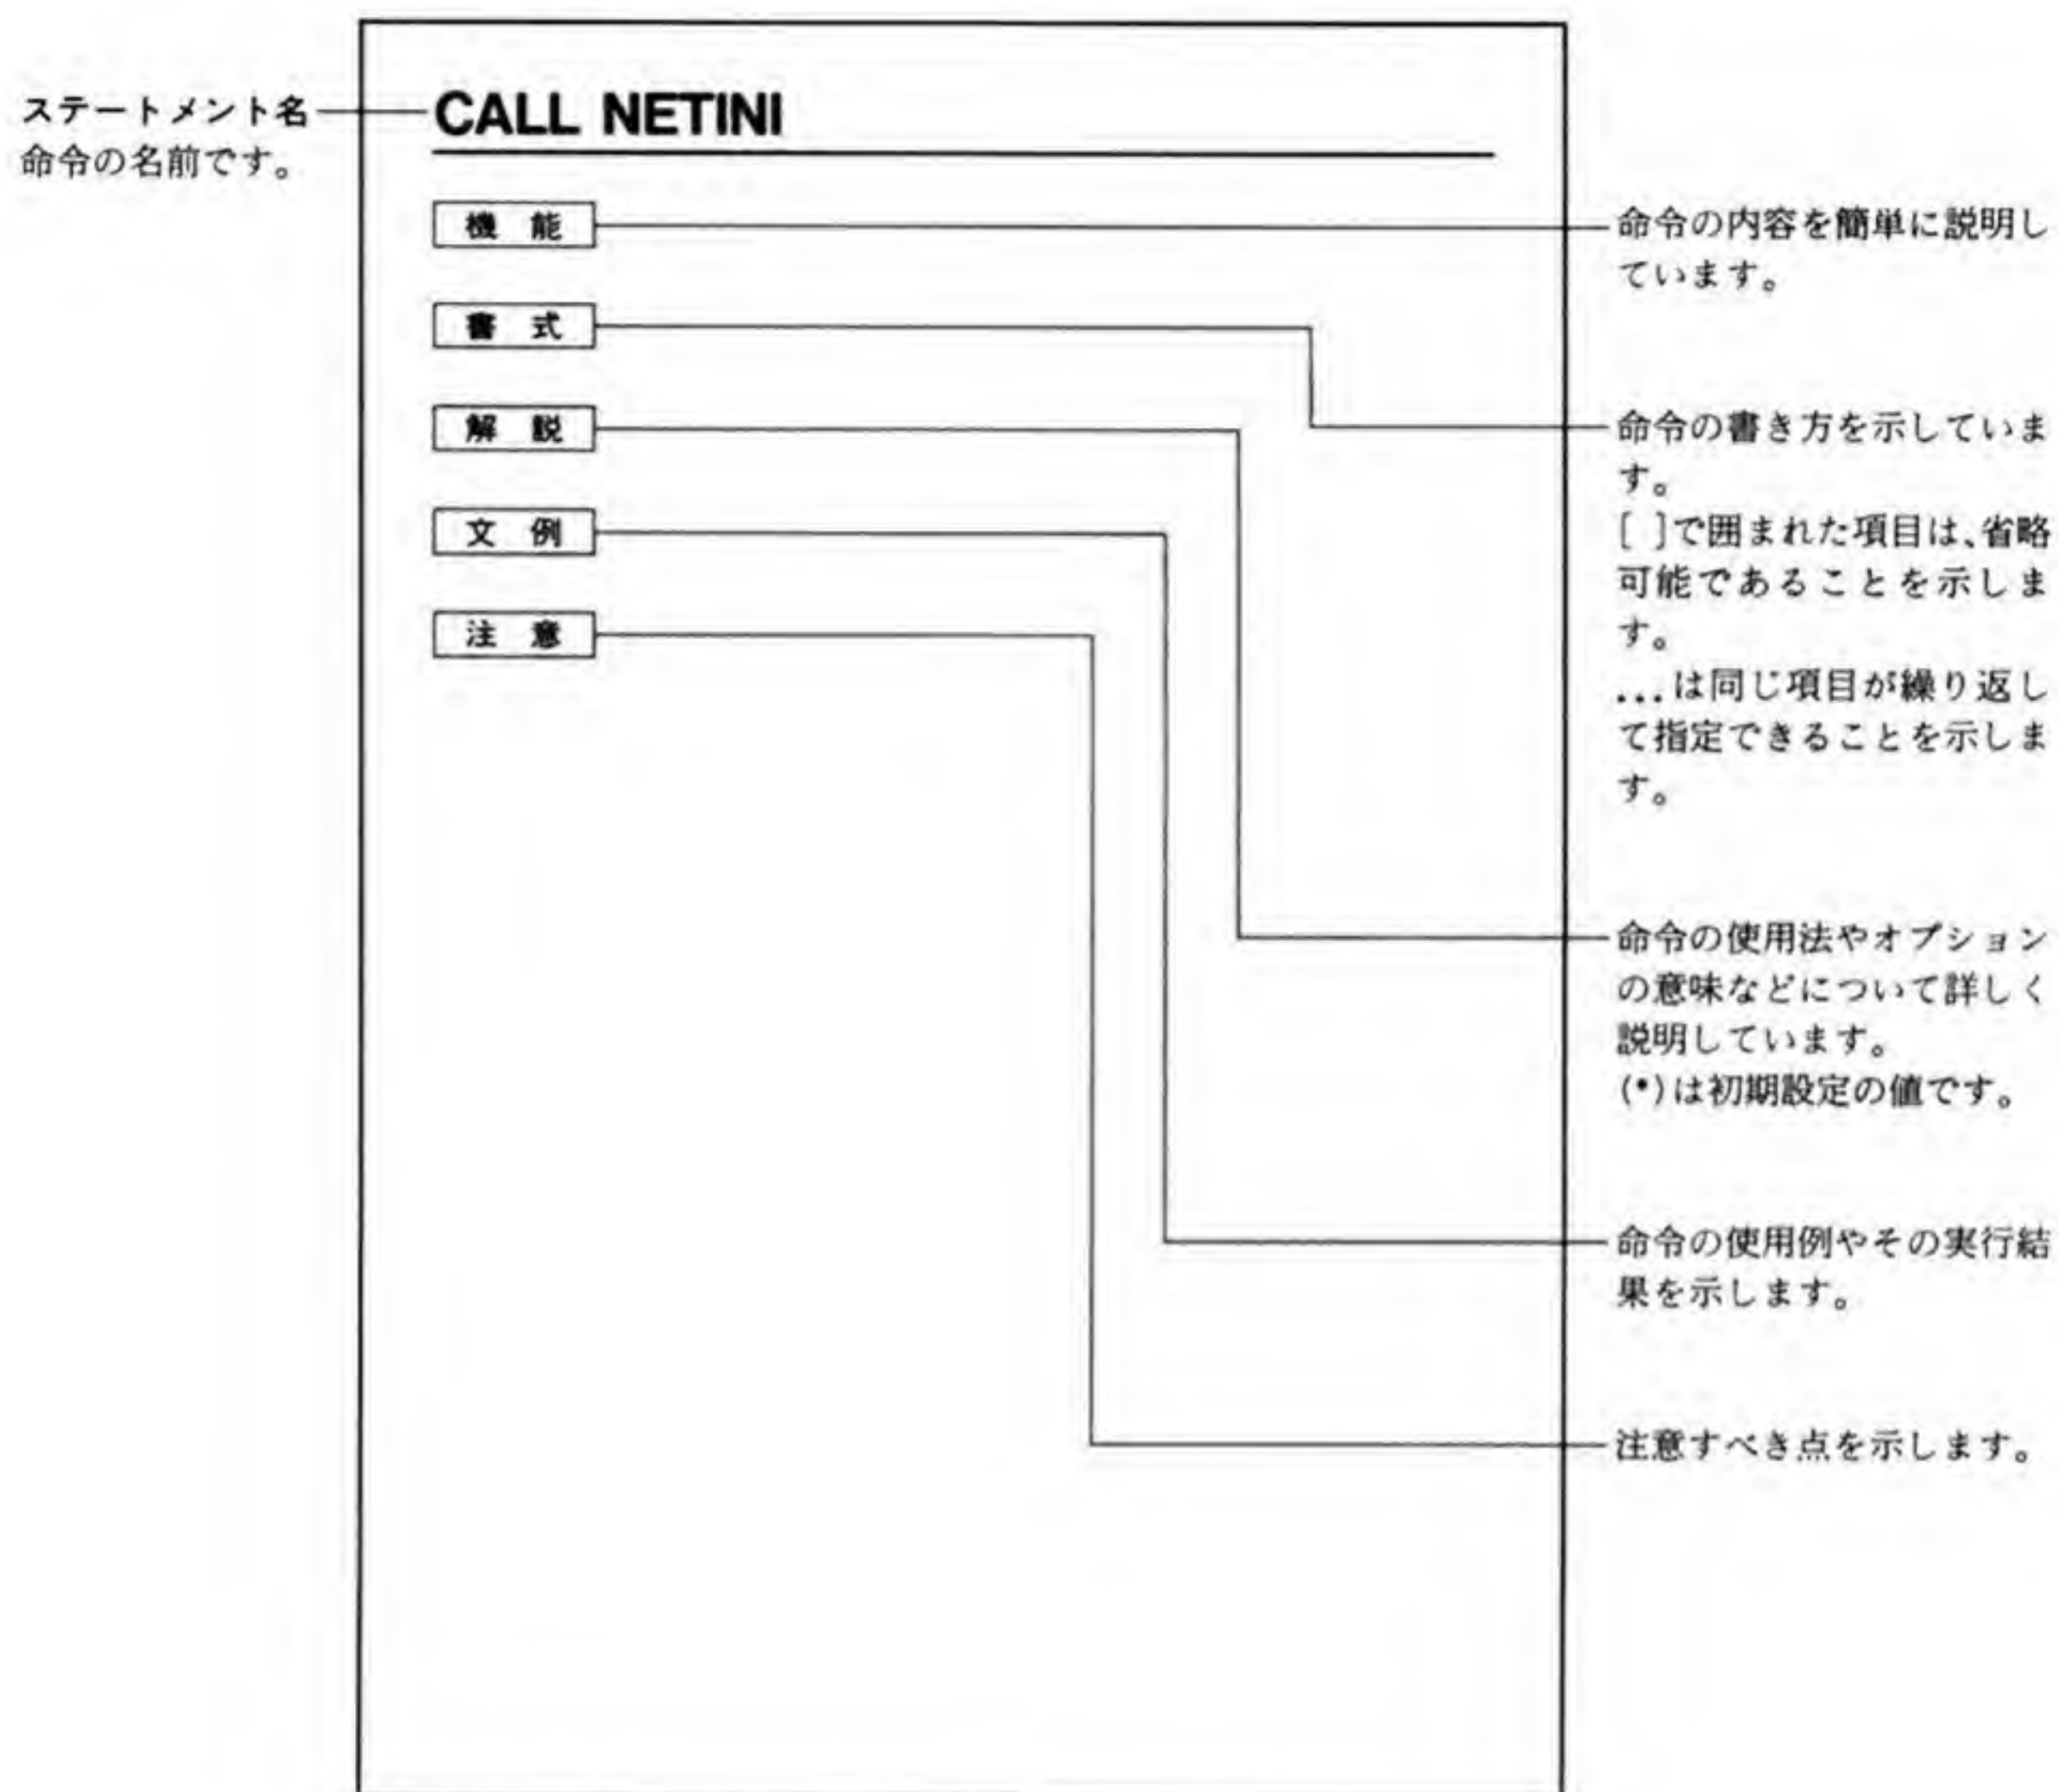 ステートメント名
命令の名前です。
CALL NETINI
機 能
命令の内容を簡単に説明し
ています。
書 式
命令の書き方を示していま
す。
[ ]で囲まれた項目は、省略
可能であることを示しま
す。
...は同じ項目が繰り返し
て指定できることを示しま
す。
解 説
命令の使用法やオプション
の意味などについて詳しく
説明しています。
(*)は初期設定の値です。
文 例
命令の使用例やその実行結
果を示します。
注 意
注意すべき点を示します。